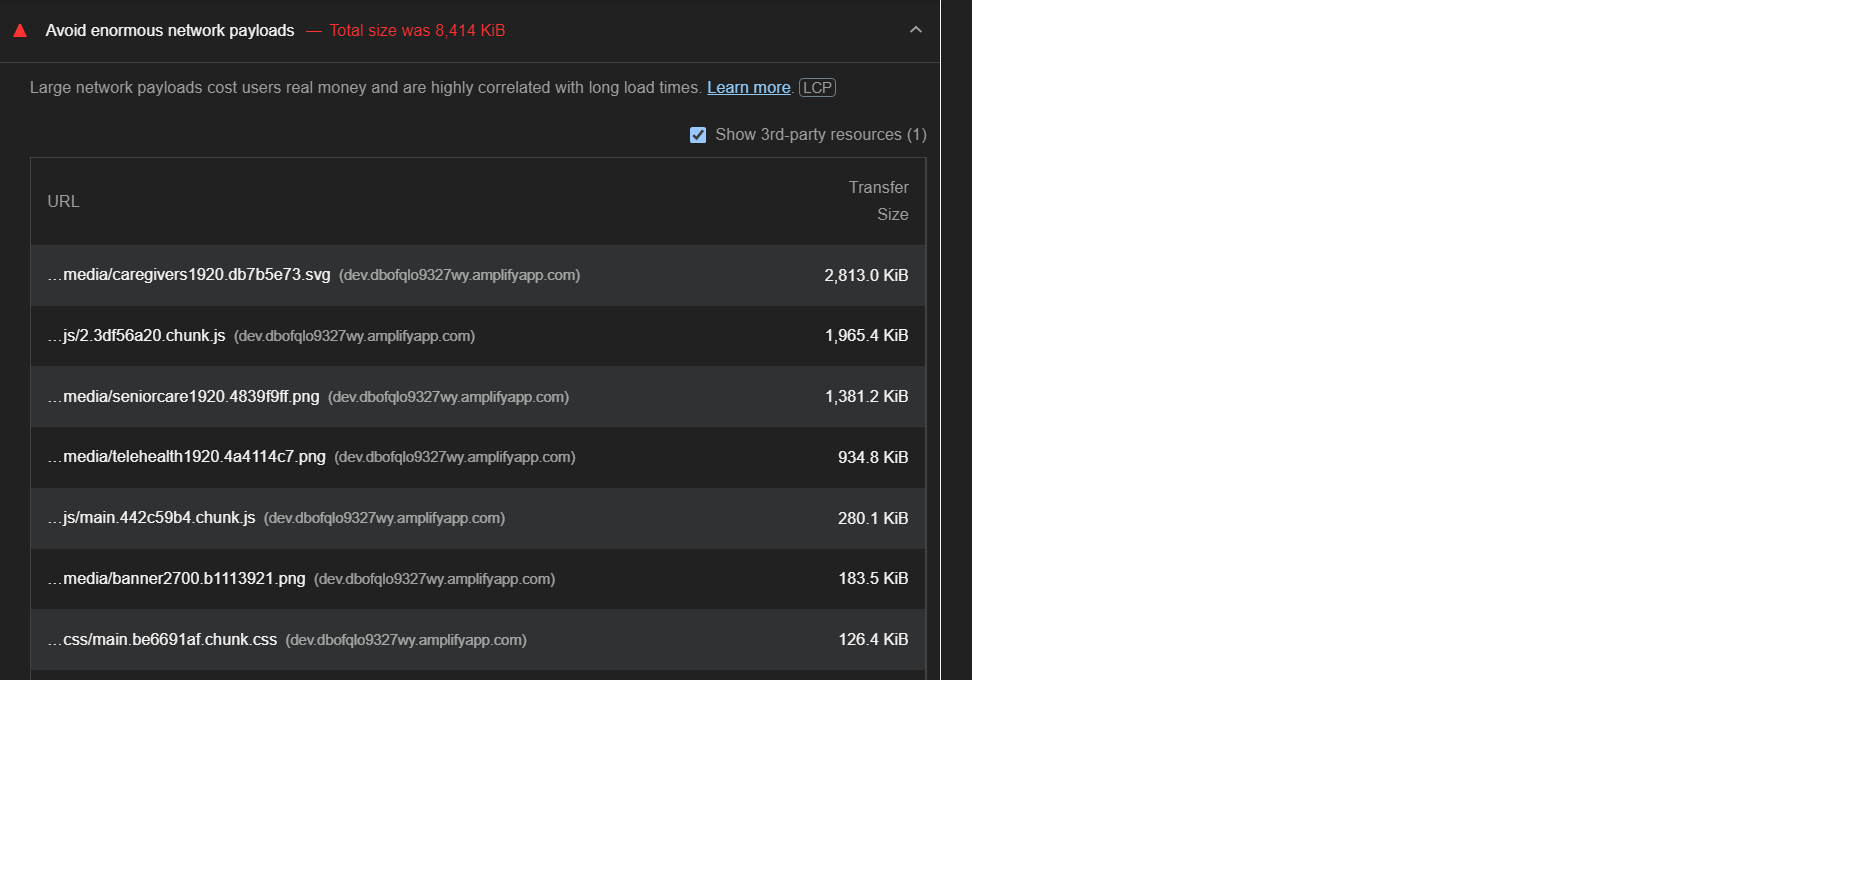 Avoid enormous network payloads — Total size was 8,414 KiB
Large network payloads cost users real money and are highly correlated with long load times. Learn more. LCP
Show 3rd-party resources (1)
URL Transfer Size
…media/caregivers1920.db7b5e73.svg (dev.dbofqlo9327wy.amplifyapp.com) 2,813.0 KiB
…js/2.3df56a20.chunk.js (dev.dbofqlo9327wy.amplifyapp.com) 1,965.4 KiB
…media/seniorcare1920.4839f9ff.png (dev.dbofqlo9327wy.amplifyapp.com) 1,381.2 KiB
…media/telehealth1920.4a4114c7.png (dev.dbofqlo9327wy.amplifyapp.com) 934.8 KiB
…js/main.442c59b4.chunk.js (dev.dbofqlo9327wy.amplifyapp.com) 280.1 KiB
…media/banner2700.b1113921.png (dev.dbofqlo9327wy.amplifyapp.com) 183.5 KiB
…css/main.be6691af.chunk.css (dev.dbofqlo9327wy.amplifyapp.com) 126.4 KiB